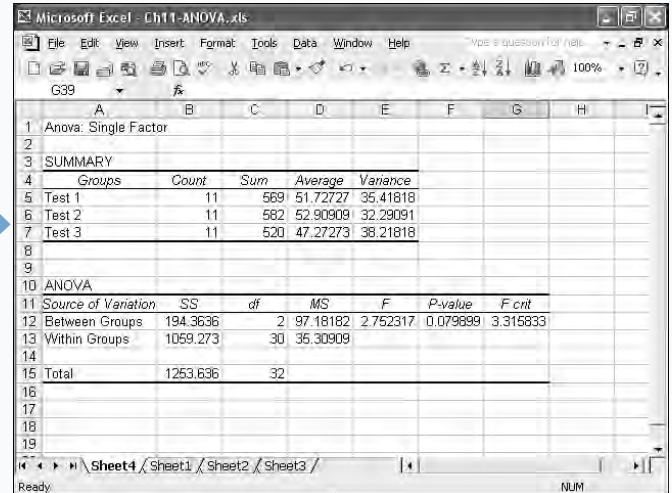 Microsoft Excel - Ch11-ANOVA.xls
File Edit View Insert Format Tools Data Window Help Type a question for help
100%
G39 fx
A B C D E F G H I
1 Anova: Single Factor
2
3 SUMMARY
4 Groups Count Sum Average Variance
5 Test 1 11 569 51.72727 35.41818
6 Test 2 11 582 52.90909 32.29091
7 Test 3 11 520 47.27273 38.21818
8
9
10 ANOVA
11 Source of Variation SS df MS F P-value F crit
12 Between Groups 194.3636 2 97.18182 2.752317 0.079899 3.315833
13 Within Groups 1059.273 30 35.30909
14
15 Total 1253.636 32
16
17
18
19
Sheet4 / Sheet1 / Sheet2 / Sheet3 /
Ready NUM